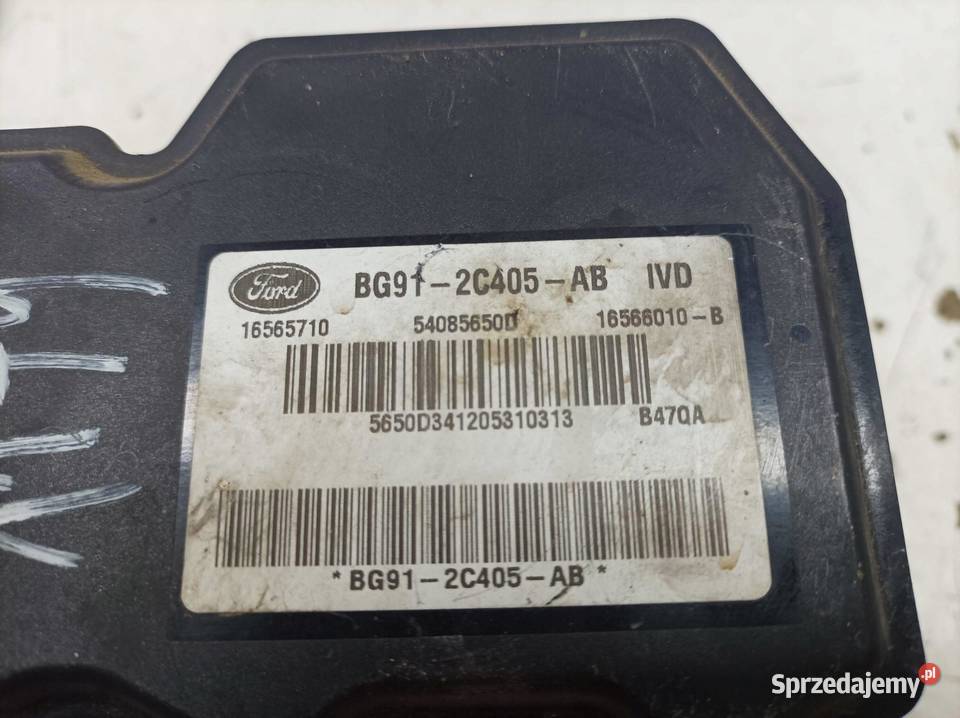 Ford BG91-2C405-AB IVD
16565710 54085650D 16566010-B
5650D341205310313 B47QA
*BG91-2C405-AB*
Sprzedajemy.pl